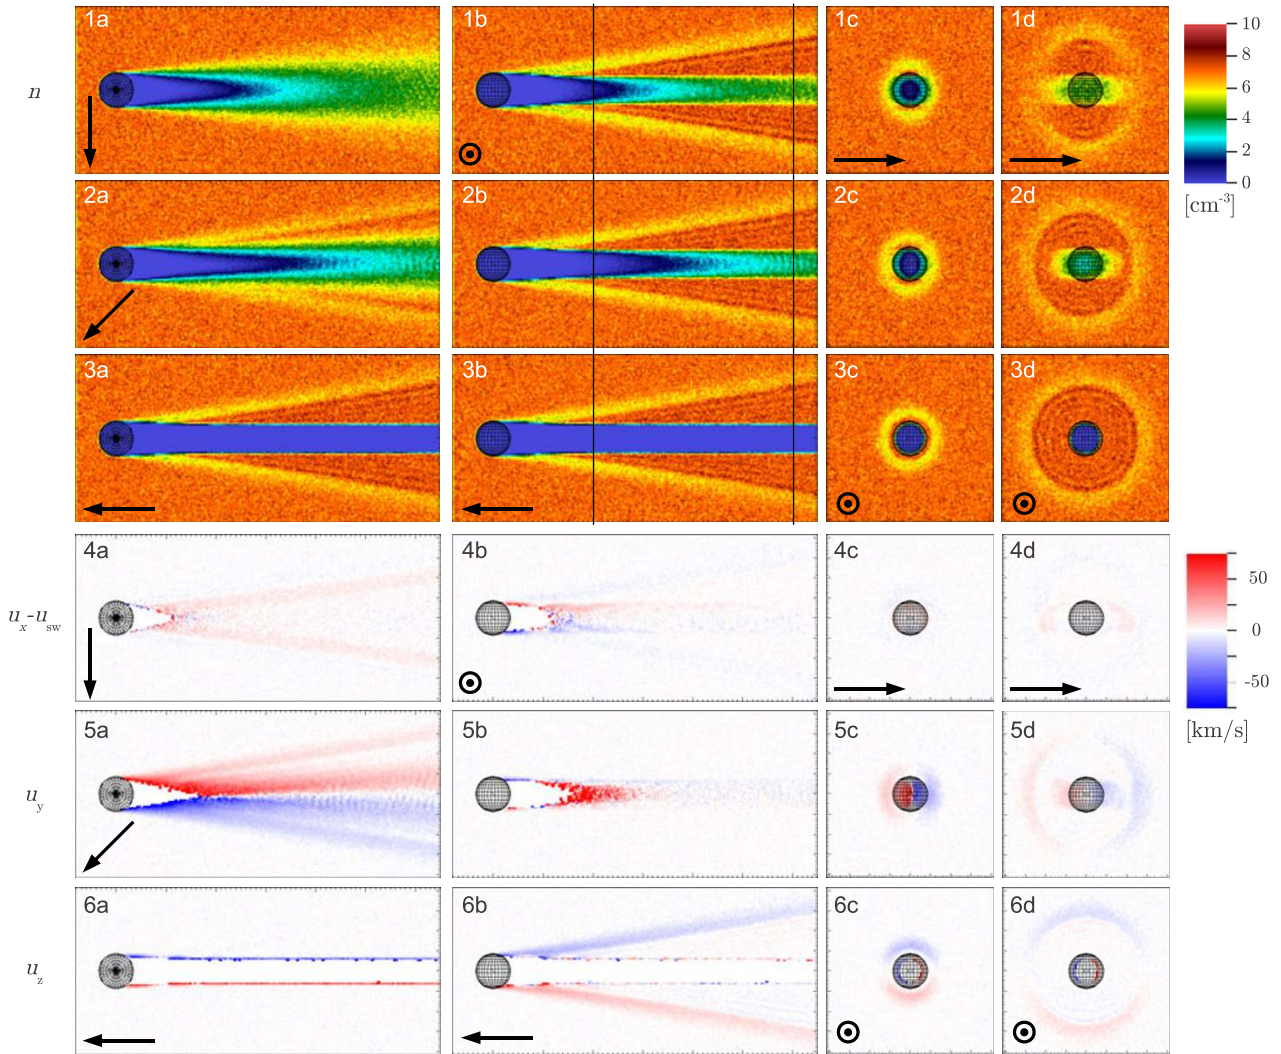 1a 1b 1c 1d
n
10
8
6
4
2
0
[cm-3]
2a 2b 2c 2d
3a 3b 3c 3d
4a 4b 4c 4d
ux-usw
50
0
-50
[km/s]
5a 5b 5c 5d
uy
6a 6b 6c 6d
uz